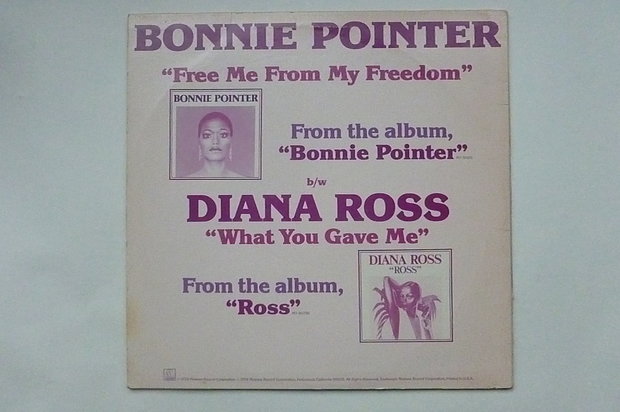 BONNIE POINTER
“Free Me From My Freedom”
BONNIE POINTER
From the album,
“Bonnie Pointer”
b/w
DIANA ROSS
“What You Gave Me”
DIANA ROSS
“ROSS”
From the album,
“Ross”